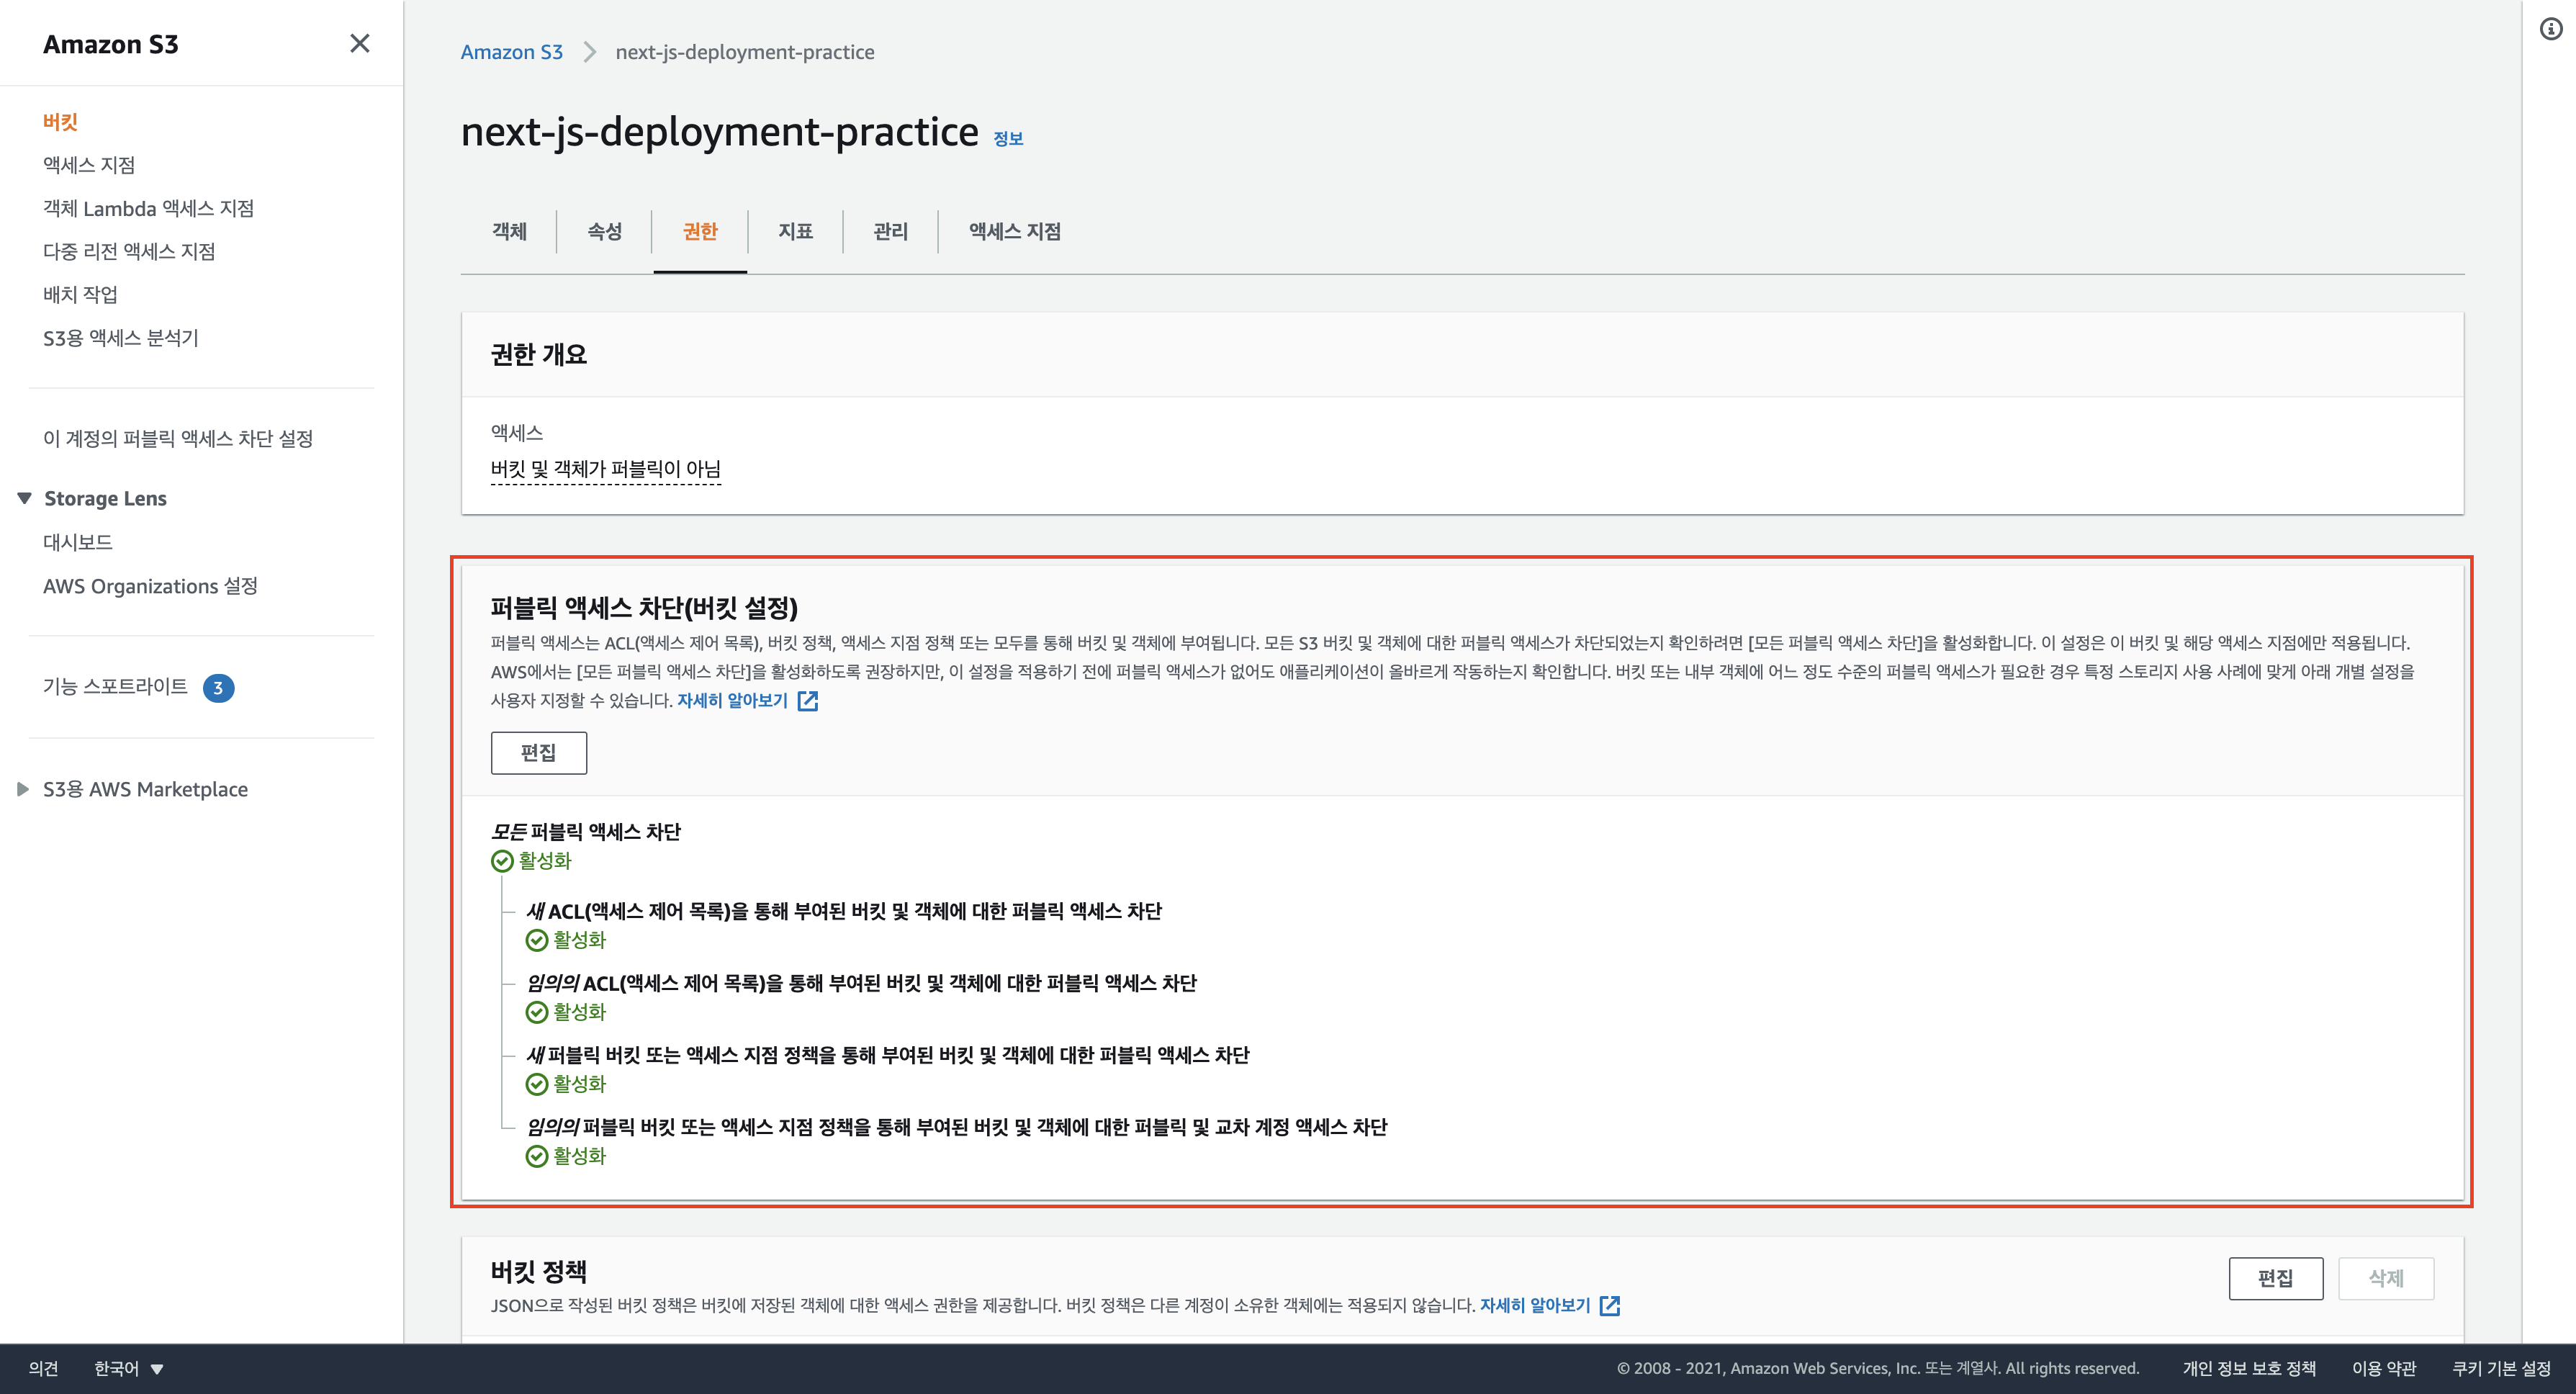 Amazon S3
버킷
액세스 지점
객체 Lambda 액세스 지점
다중 리전 액세스 지점
배치 작업
S3용 액세스 분석기
이 계정의 퍼블릭 액세스 차단 설정
Storage Lens
대시보드
AWS Organizations 설정
기능 스포트라이트 3
S3용 AWS Marketplace
Amazon S3 next-js-deployment-practice
next-js-deployment-practice 정보
객체 속성 권한 지표 관리 액세스 지점
권한 개요
액세스
버킷 및 객체가 퍼블릭이 아님
퍼블릭 액세스 차단(버킷 설정)
퍼블릭 액세스는 ACL(액세스 제어 목록), 버킷 정책, 액세스 지점 정책 또는 모두를 통해 버킷 및 객체에 부여됩니다. 모든 S3 버킷 및 객체에 대한 퍼블릭 액세스가 차단되었는지 확인하려면 [모든 퍼블릭 액세스 차단]을 활성화합니다. 이 설정은 이 버킷 및 해당 액세스 지점에만 적용됩니다.
AWS에서는 [모든 퍼블릭 액세스 차단]을 활성화하도록 권장하지만, 이 설정을 적용하기 전에 퍼블릭 액세스가 없어도 애플리케이션이 올바르게 작동하는지 확인합니다. 버킷 또는 내부 객체에 어느 정도 수준의 퍼블릭 액세스가 필요한 경우 특정 스토리지 사용 사례에 맞게 아래 개별 설정을
사용자 지정할 수 있습니다. 자세히 알아보기
편집
모든 퍼블릭 액세스 차단
활성화
새 ACL(액세스 제어 목록)을 통해 부여된 버킷 및 객체에 대한 퍼블릭 액세스 차단
활성화
임의의 ACL(액세스 제어 목록)을 통해 부여된 버킷 및 객체에 대한 퍼블릭 액세스 차단
활성화
새 퍼블릭 버킷 또는 액세스 지점 정책을 통해 부여된 버킷 및 객체에 대한 퍼블릭 액세스 차단
활성화
임의의 퍼블릭 버킷 또는 액세스 지점 정책을 통해 부여된 버킷 및 객체에 대한 퍼블릭 및 교차 계정 액세스 차단
활성화
버킷 정책
편집 삭제
JSON으로 작성된 버킷 정책은 버킷에 저장된 객체에 대한 액세스 권한을 제공합니다. 버킷 정책은 다른 계정이 소유한 객체에는 적용되지 않습니다. 자세히 알아보기
의견 한국어 © 2008 - 2021, Amazon Web Services, Inc. 또는 계열사. All rights reserved. 개인 정보 보호 정책 이용 약관 쿠키 기본 설정